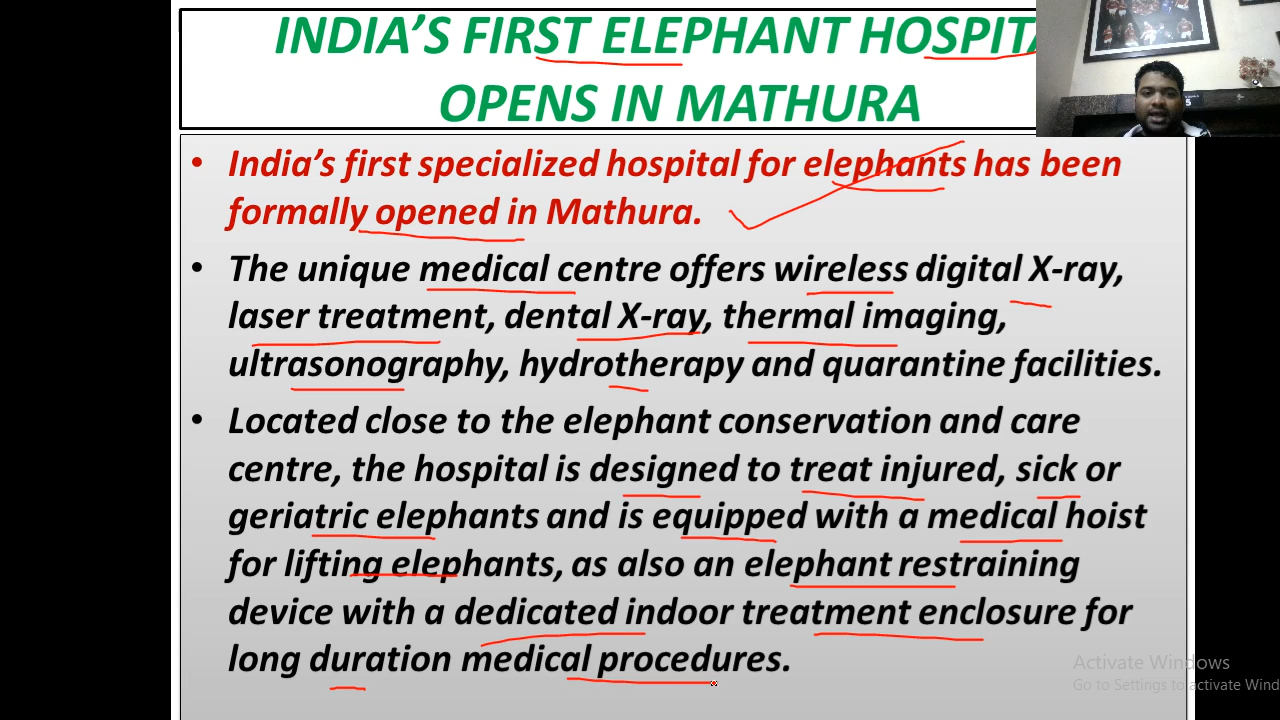 INDIA'S FIRST ELEPHANT HOSPITA
OPENS IN MATHURA
• India's first specialized hospital for elephants has been
formally opened in Mathura.
• The unique medical centre offers wireless digital X-ray,
laser treatment, dental X-ray, thermal imaging,
ultrasonography, hydrotherapy and quarantine facilities.
• Located close to the elephant conservation and care
centre, the hospital is designed to treat injured, sick or
geriatric elephants and is equipped with a medical hoist
for lifting elephants, as also an elephant restraining
device with a dedicated indoor treatment enclosure for
long duration medical procedures.
Activate Windows
Go to Settings to activate Wind